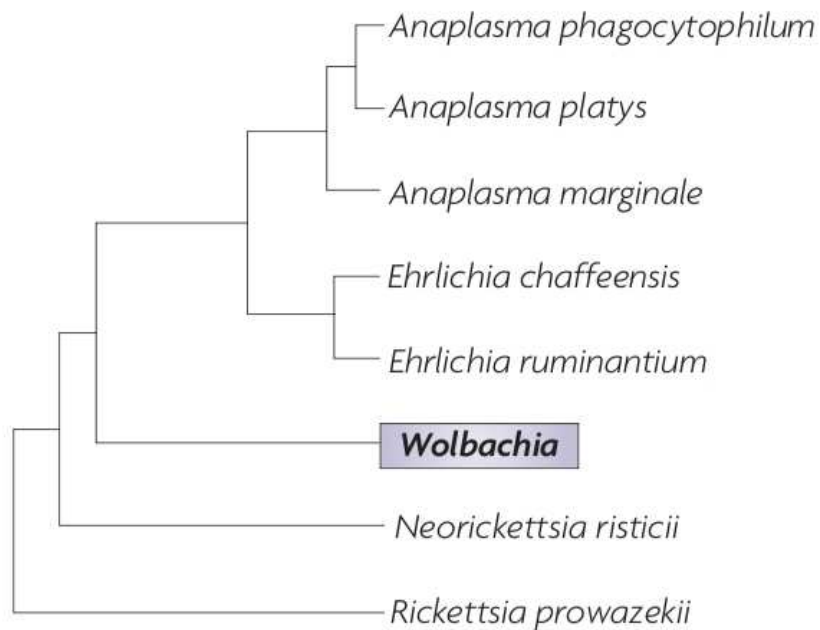 Anaplasma phagocytophilum
Anaplasma platys
Anaplasma marginale
Ehrlichia chaffeensis
Ehrlichia ruminantium
Wolbachia
Neorickettsia risticii
Rickettsia prowazekii